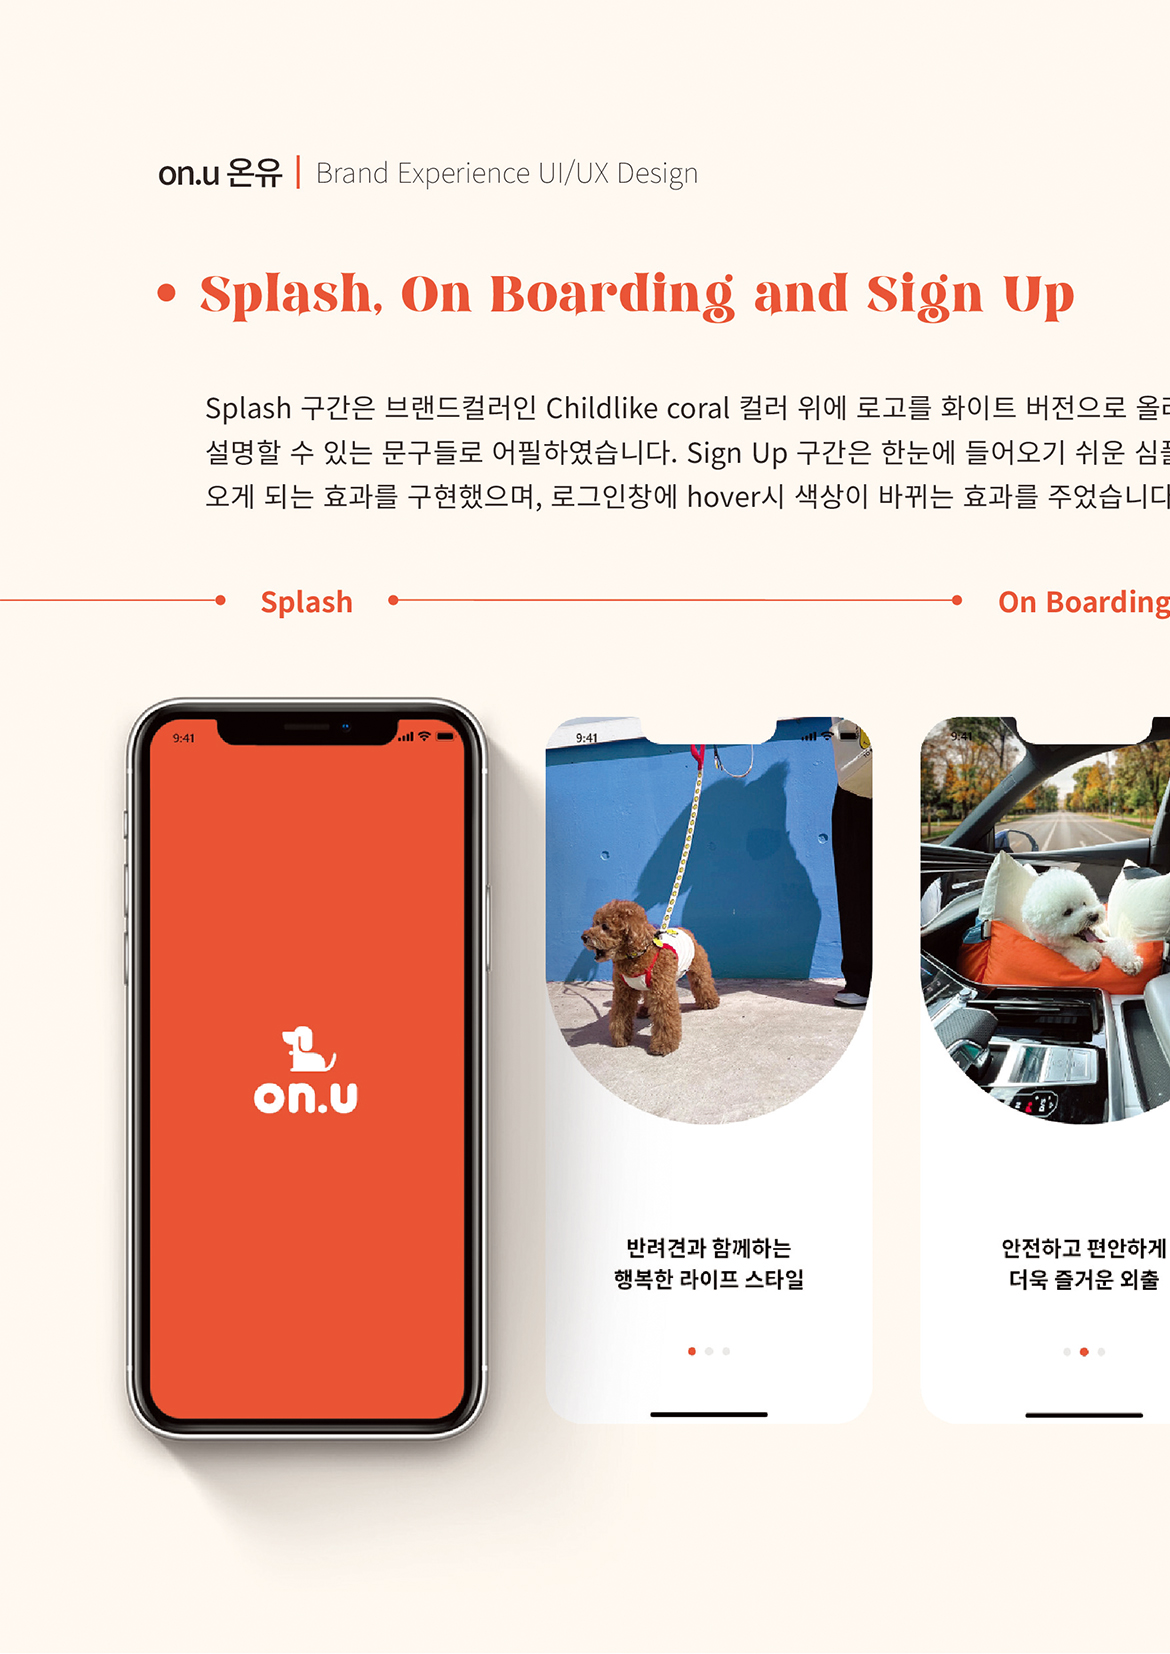 on.u 온유 | Brand Experience UI/UX Design
• Splash, On Boarding and Sign Up
Splash 구간은 브랜드컬러인 Childlike coral 컬러 위에 로고를 화이트 버전으로
설명할 수 있는 문구들로 어필하였습니다. Sign Up 구간은 한눈에 들어오기 쉬운
오게 되는 효과를 구현했으며, 로그인창에 hover시 색상이 바뀌는 효과를 주었습니다
Splash
On Boarding
9:41
9:41
9:41
on.u
반려견과 함께하는
행복한 라이프 스타일
안전하고 편안하게
더욱 즐거운 외출